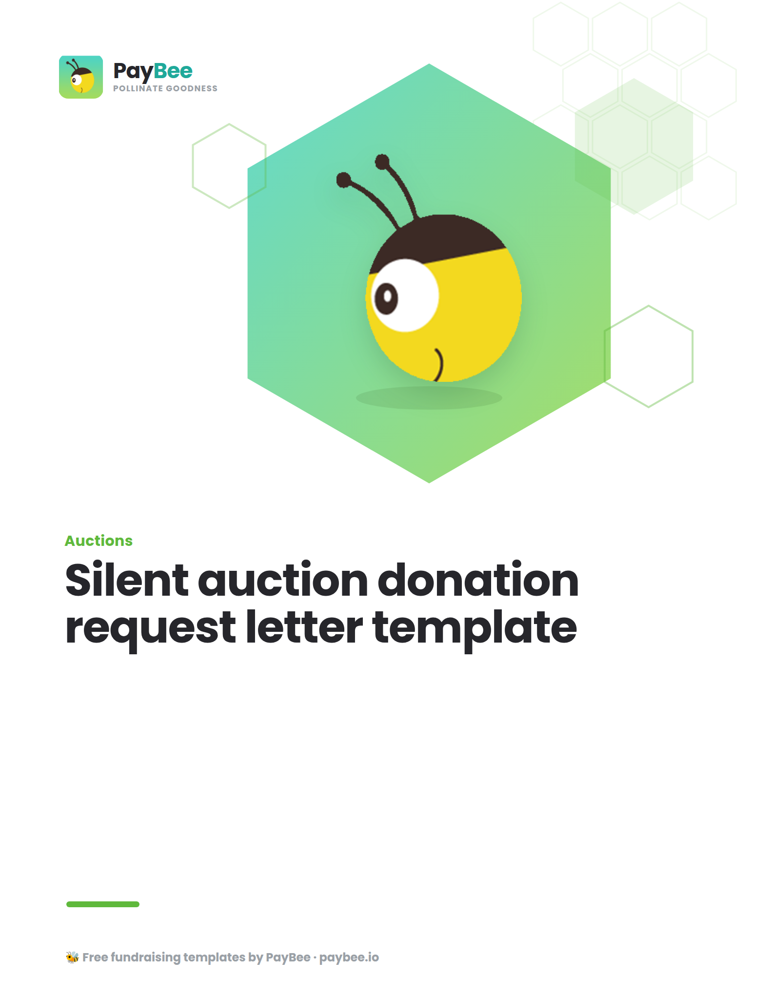 PayBee
POLLINATE GOODNESS
Auctions
Silent auction donation
request letter template
🐝 Free fundraising templates by PayBee · paybee.io